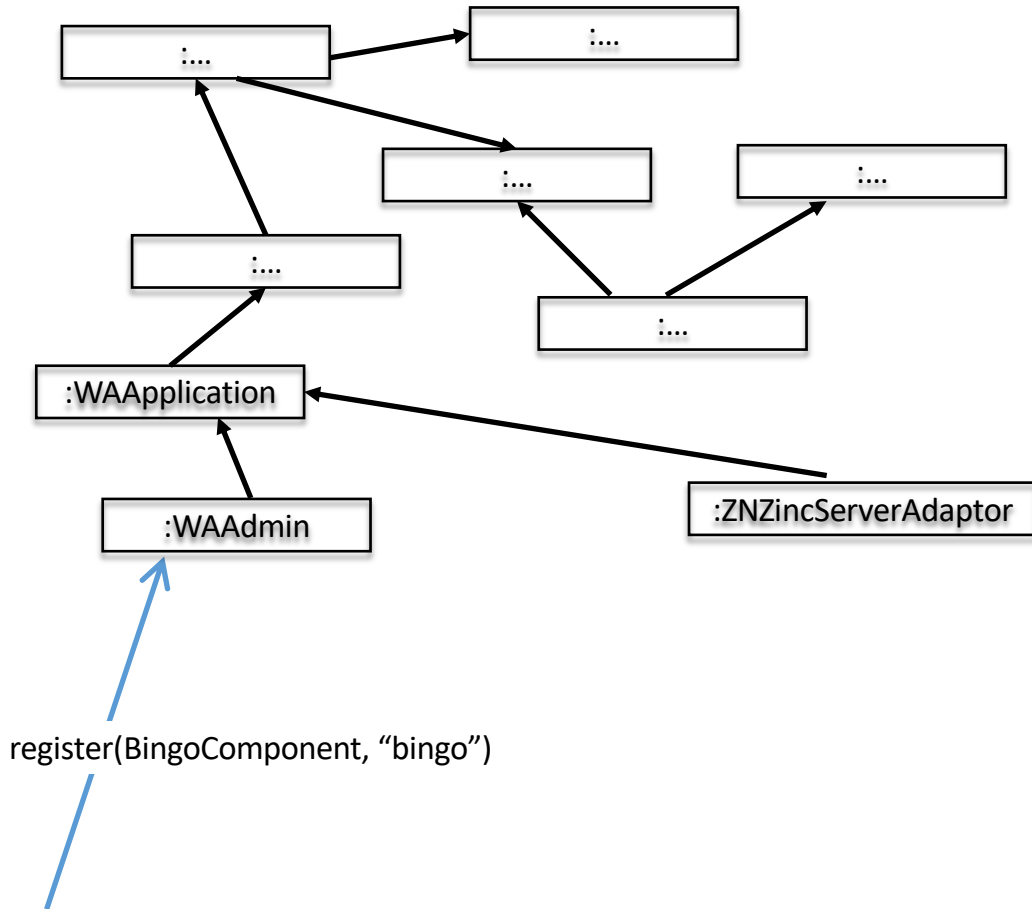 :...
:...
:...
:...
:...
:...
:WAApplication
:WAAdmin
:ZNZincServerAdaptor
register(BingoComponent, “bingo”)